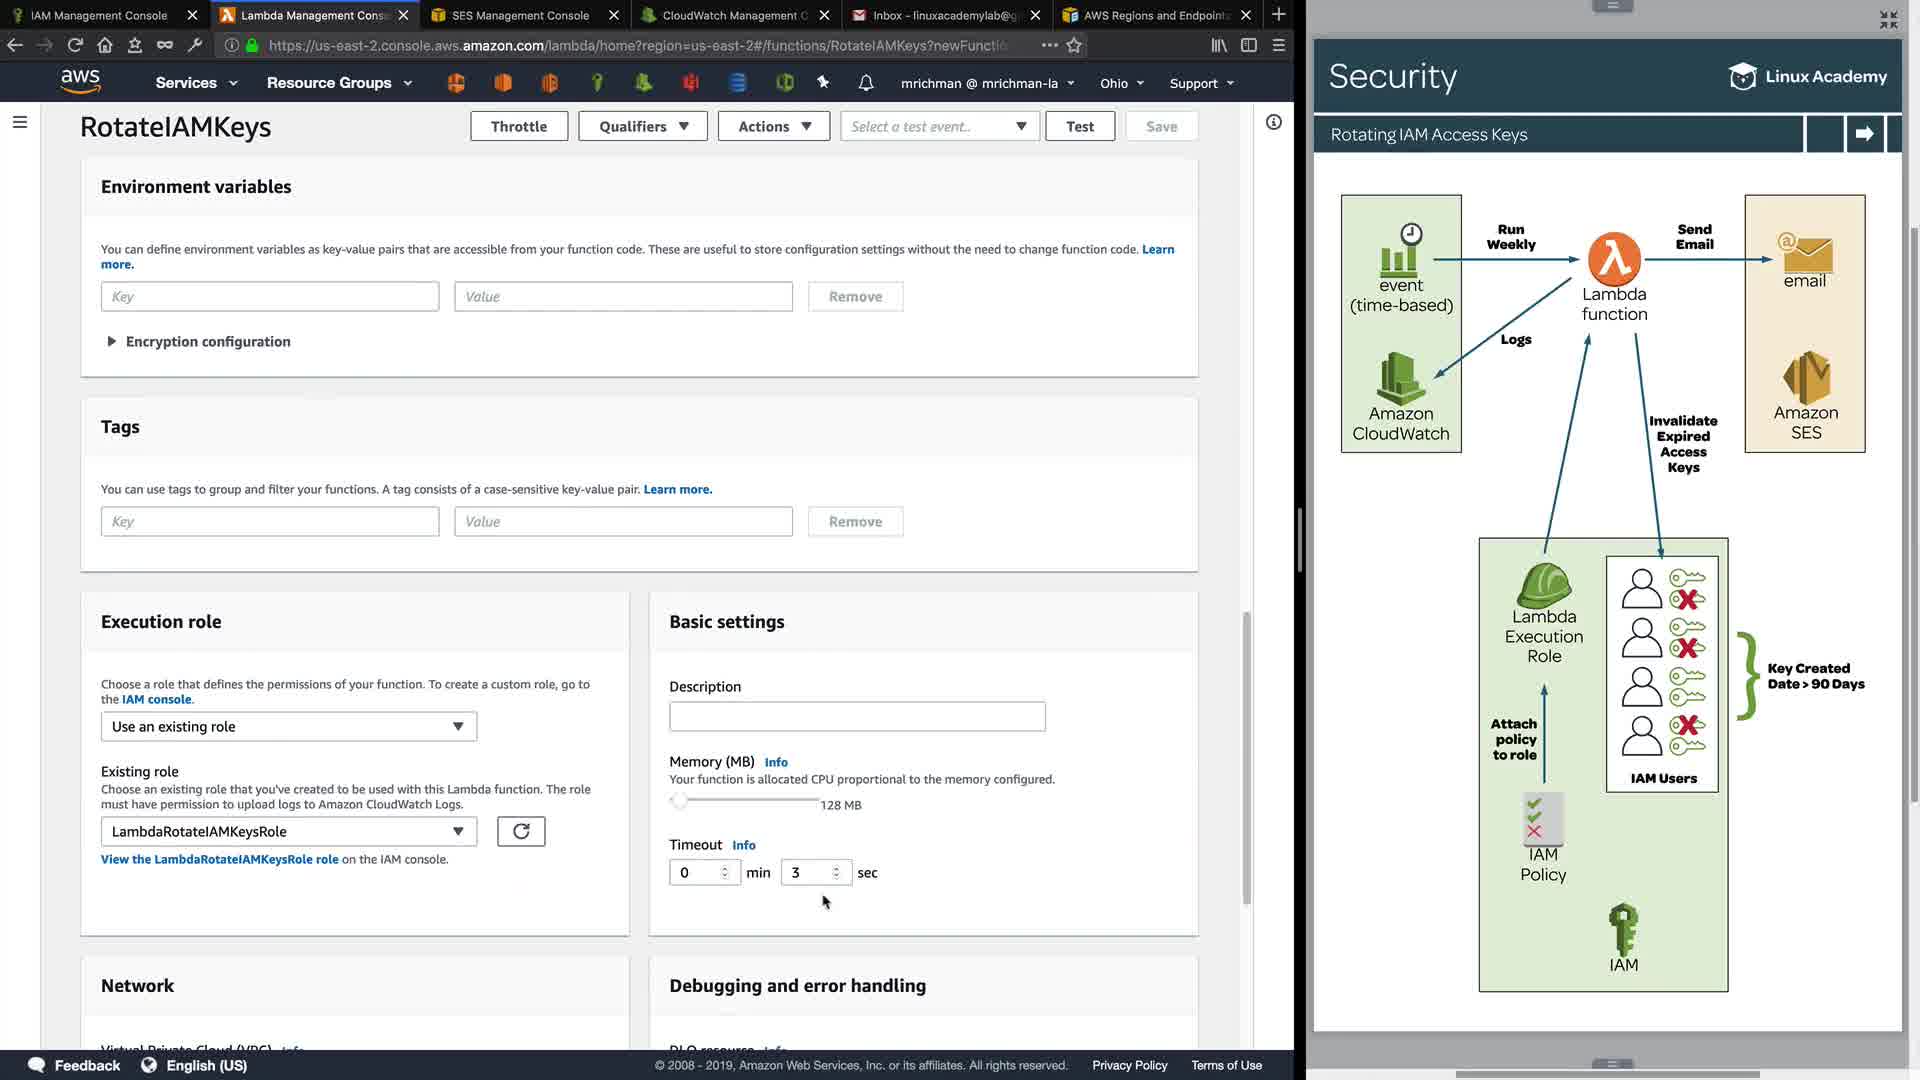 IAM Management Console
Lambda Management Cons
SES Management Console
CloudWatch Management C
Inbox - linuxacademylab@g
AWS Regions and Endpoint
https://us-east-2.console.aws.amazon.com/lambda/home?region=us-east-2#/functions/RotateIAMKeys?newFunctio
aws
Services
Resource Groups
mrichman @ mrichman-la
Ohio
Support
RotateIAMKeys
Throttle
Qualifiers
Actions
Select a test event..
Test
Save
Environment variables
You can define environment variables as key-value pairs that are accessible from your function code. These are useful to store configuration settings without the need to change function code. Learn
more.
Key
Value
Remove
Encryption configuration
Tags
You can use tags to group and filter your functions. A tag consists of a case-sensitive key-value pair. Learn more.
Key
Value
Remove
Execution role
Choose a role that defines the permissions of your function. To create a custom role, go to
the IAM console.
Use an existing role
Existing role
Choose an existing role that you've created to be used with this Lambda function. The role
must have permission to upload logs to Amazon CloudWatch Logs.
LambdaRotateIAMKeysRole
View the LambdaRotateIAMKeysRole role on the IAM console.
Basic settings
Description
Memory (MB) Info
Your function is allocated CPU proportional to the memory configured.
128 MB
Timeout Info
0 min 3 sec
Network
Debugging and error handling
Virtual Private Cloud (VPC) Info
DLQ resource Info
Feedback
English (US)
© 2008 - 2019, Amazon Web Services, Inc. or its affiliates. All rights reserved.
Privacy Policy
Terms of Use
Security
Linux Academy
Rotating IAM Access Keys
event
(time-based)
Run
Weekly
Lambda
function
Send
Email
email
Logs
Amazon
CloudWatch
Amazon
SES
Invalidate
Expired
Access
Keys
Lambda
Execution
Role
Key Created
Date > 90 Days
Attach
policy
to role
IAM Users
IAM
Policy
IAM